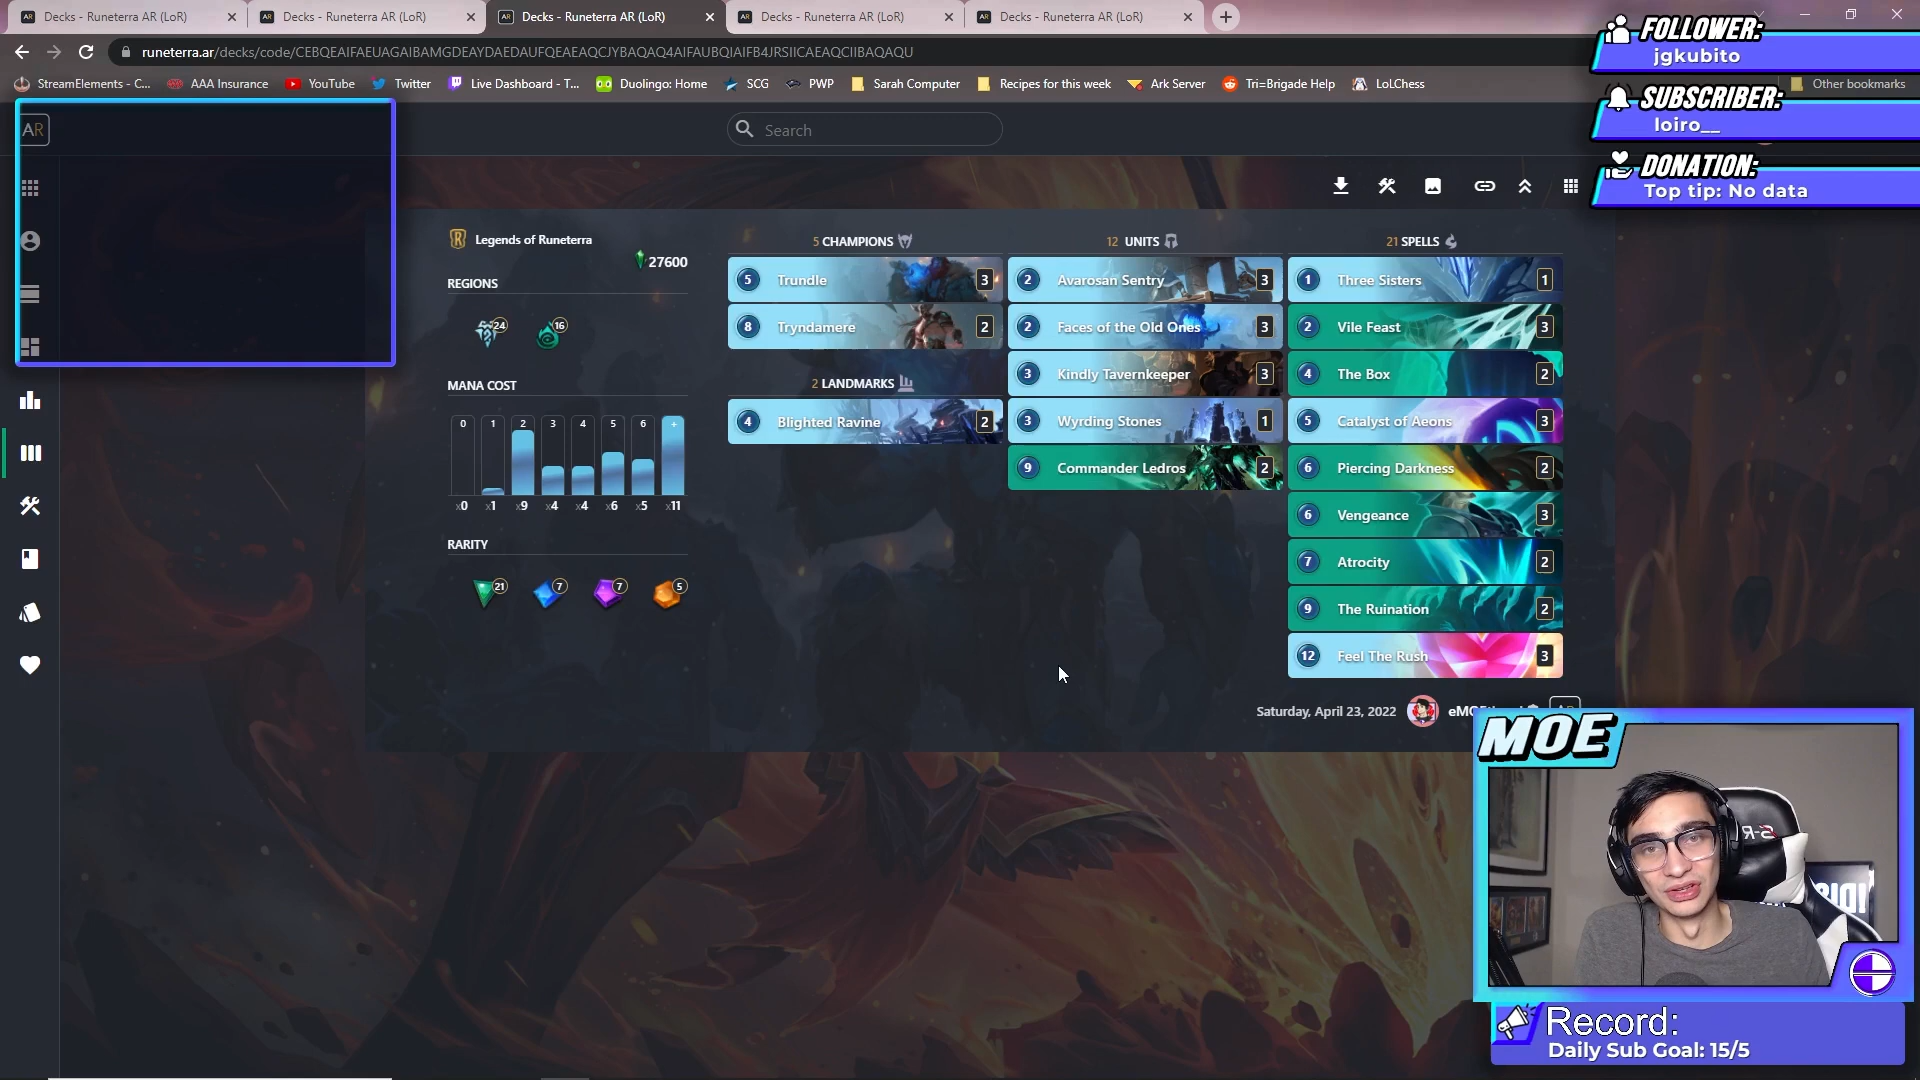 Decks - Runeterra AR (LoR)
Decks - Runeterra AR (LoR)
Decks - Runeterra AR (LoR)
Decks - Runeterra AR (LoR)
Decks - Runeterra AR (LoR)
runeterra.ar/decks/code/CEBQEAIFAEUAGAIBAMGDEAYDAEDAUFQEAEAQCJYBAQAQ4AIFAUBQIAIFB4JRSIICAEAQCIIBAQAQU
StreamElements - C...
AAA Insurance
YouTube
Twitter
Live Dashboard - T...
Duolingo: Home
SCG
PWP
Sarah Computer
Recipes for this week
Ark Server
Tri=Brigade Help
LoLChess
Other bookmarks
FOLLOWER:
jgkubito
SUBSCRIBER:
loiro__
DONATION:
Top tip: No data
AR
Search
Legends of Runeterra
27600
REGIONS
24
16
MANA COST
0 1 2 3 4 5 6 +
x0 x1 x9 x4 x4 x6 x5 x11
RARITY
21 7 7 5
5 CHAMPIONS
5 Trundle 3
8 Tryndamere 2
2 LANDMARKS
4 Blighted Ravine 2
12 UNITS
2 Avarosan Sentry 3
2 Faces of the Old Ones 3
3 Kindly Tavernkeeper 3
3 Wyrding Stones 1
9 Commander Ledros 2
21 SPELLS
1 Three Sisters 1
2 Vile Feast 3
4 The Box 2
5 Catalyst of Aeons 3
6 Piercing Darkness 2
6 Vengeance 3
7 Atrocity 2
9 The Ruination 2
12 Feel The Rush 3
Saturday, April 23, 2022
MOE
Record:
Daily Sub Goal: 15/5